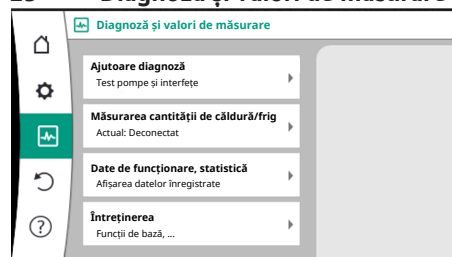 Diagnoză și valori de măsurare
Ajutoare diagnoză
Test pompe și interfețe
Măsurarea cantității de căldură/frig
Actual: Deconectat
Date de funcționare, statistică
Afișarea datelor înregistrate
Întreținerea
Funcții de bază, ...
?